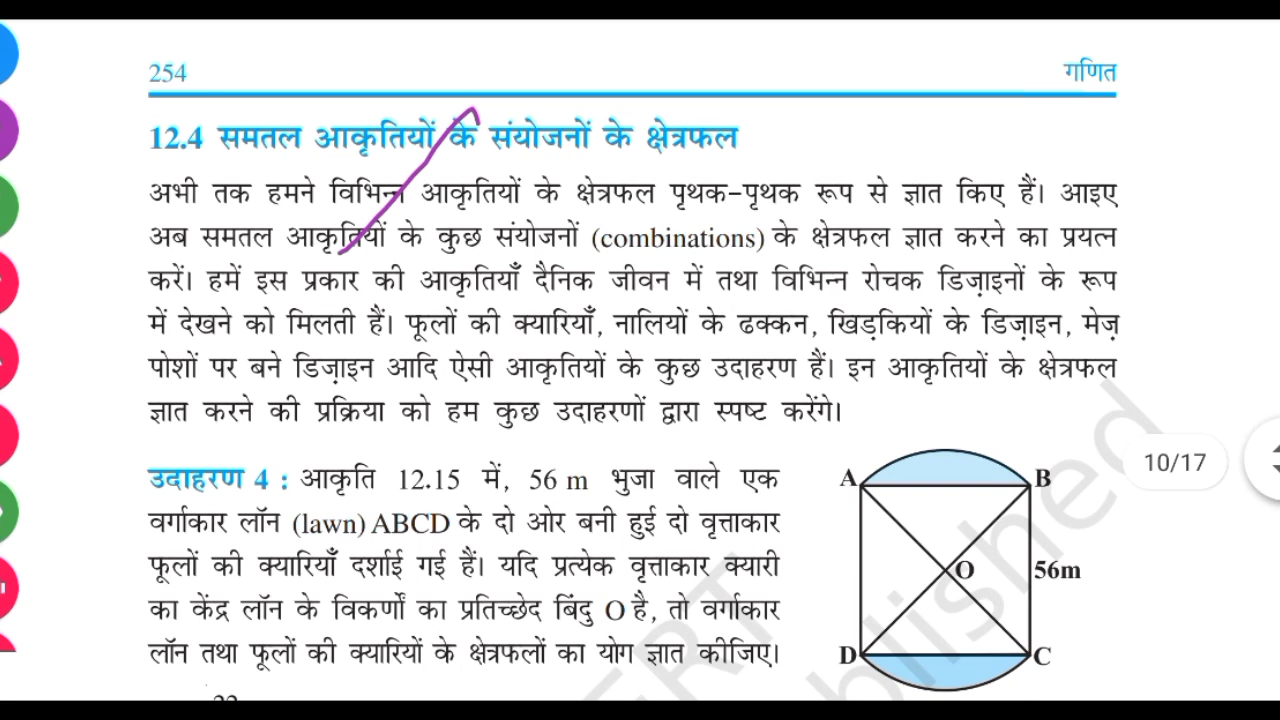 254
गणित
12.4 समतल आकृतियों के संयोजनों के क्षेत्रफल
अभी तक हमने विभिन्न आकृतियों के क्षेत्रफल पृथक-पृथक रूप से ज्ञात किए हैं। आइए
अब समतल आकृतियों के कुछ संयोजनों (combinations) के क्षेत्रफल ज्ञात करने का प्रयत्न
करें। हमें इस प्रकार की आकृतियाँ दैनिक जीवन में तथा विभिन्न रोचक डिज़ाइनों के रूप
में देखने को मिलती हैं। फूलों की क्यारियाँ, नालियों के ढक्कन, खिड़कियों के डिज़ाइन, मेज़
पोशों पर बने डिज़ाइन आदि ऐसी आकृतियों के कुछ उदाहरण हैं। इन आकृतियों के क्षेत्रफल
ज्ञात करने की प्रक्रिया को हम कुछ उदाहरणों द्वारा स्पष्ट करेंगे।
उदाहरण 4 : आकृति 12.15 में, 56 m भुजा वाले एक
वर्गाकार लॉन (lawn) ABCD के दो ओर बनी हुई दो वृत्ताकार
फूलों की क्यारियाँ दर्शाई गई हैं। यदि प्रत्येक वृत्ताकार क्यारी
का केंद्र लॉन के विकर्णों का प्रतिच्छेद बिंदु O है, तो वर्गाकार
लॉन तथा फूलों की क्यारियों के क्षेत्रफलों का योग ज्ञात कीजिए।
A
B
O
56m
D
C
10/17
blished